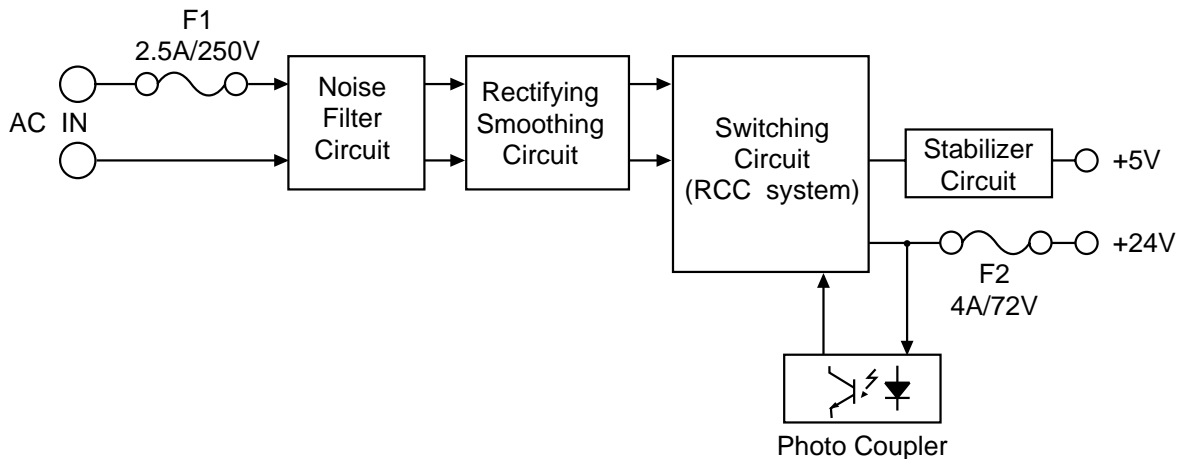 F1
2.5A/250V
AC IN
Noise
Filter
Circuit
Rectifying
Smoothing
Circuit
Switching
Circuit
(RCC system)
Stabilizer
Circuit
+5V
+24V
F2
4A/72V
Photo Coupler